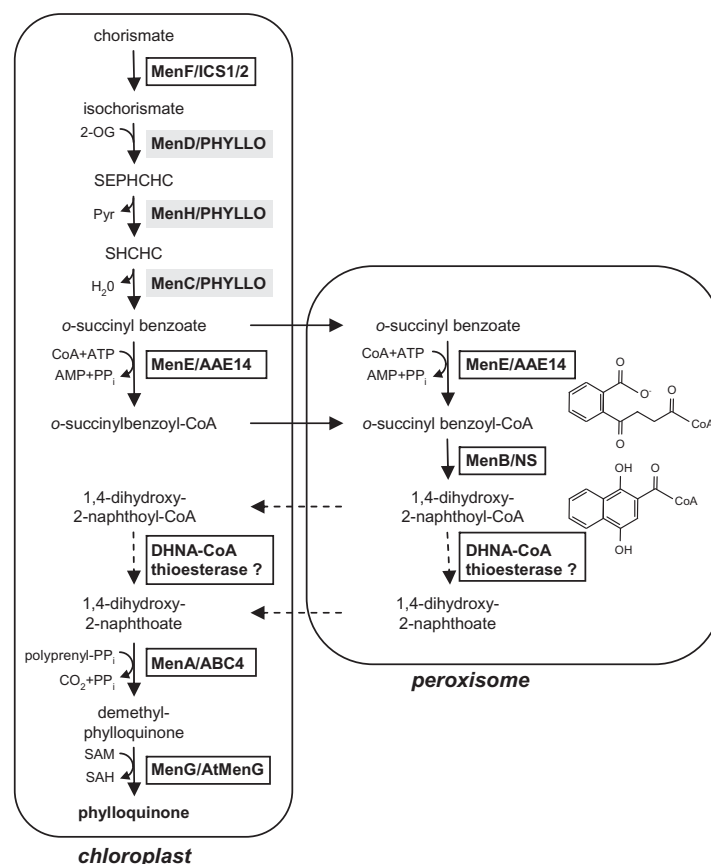 chorismate
MenF/ICS1/2
isochorismate
2-OG
MenD/PHYLLO
SEPHCHC
Pyr
MenH/PHYLLO
SHCHC
H20
MenC/PHYLLO
o-succinyl benzoate
CoA+ATP
MenE/AAE14
AMP+PPi
o-succinylbenzoyl-CoA
1,4-dihydroxy-
2-naphthoyl-CoA
DHNA-CoA
thioesterase ?
1,4-dihydroxy-
2-naphthoate
polyprenyl-PPi
MenA/ABC4
CO2+PPi
demethyl-
phylloquinone
SAM
MenG/AtMenG
SAH
phylloquinone
chloroplast
o-succinyl benzoate
CoA+ATP
MenE/AAE14
AMP+PPi
o-succinyl benzoyl-CoA
MenB/NS
1,4-dihydroxy-
2-naphthoyl-CoA
DHNA-CoA
thioesterase ?
1,4-dihydroxy-
2-naphthoate
peroxisome
O
O-
O
O
CoA
OH
O
CoA
OH